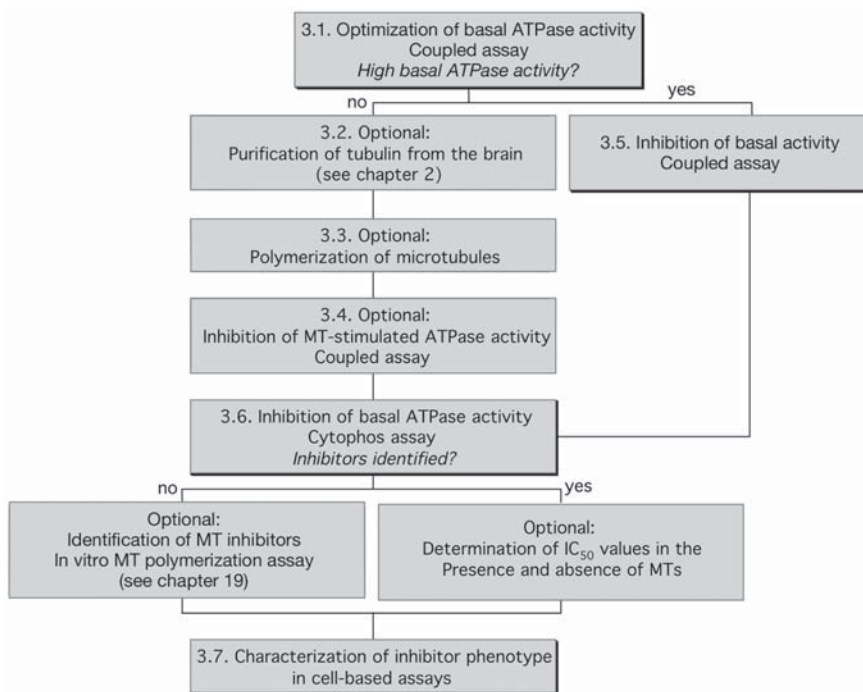 3.1. Optimization of basal ATPase activity
Coupled assay
High basal ATPase activity?
no
yes
3.2. Optional:
Purification of tubulin from the brain
(see chapter 2)
3.5. Inhibition of basal activity
Coupled assay
3.3. Optional:
Polymerization of microtubules
3.4. Optional:
Inhibition of MT-stimulated ATPase activity
Coupled assay
3.6. Inhibition of basal ATPase activity
Cytophos assay
Inhibitors identified?
no
yes
Optional:
Identification of MT inhibitors
In vitro MT polymerization assay
(see chapter 19)
Optional:
Determination of IC50 values in the
Presence and absence of MTs
3.7. Characterization of inhibitor phenotype
in cell-based assays